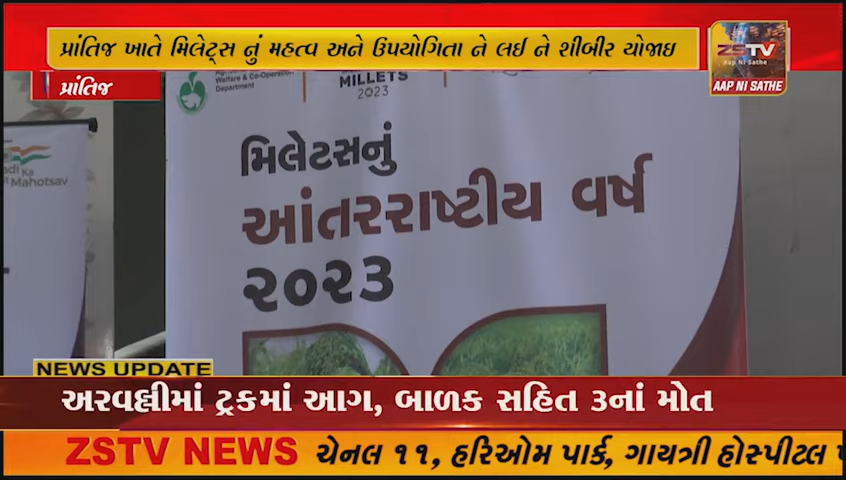 પ્રાંતિજ ખાતે મિલેટ્સ નું મહત્વ અને ઉપયોગિતા ને લઈ ને શીબીર યોજાઇ
ZSTV
Aap Ni Sathe
AAP NI SATHE
પ્રાંતિજ
Welfare & Co-Operation
Department
MILLETS
2023
Mahotsav
મિલેટસનું
આંતરરાષ્ટીય વર્ષ
૨૦૨૩
NEWS UPDATE
અરવલ્લીમાં ટ્રકમાં આગ, બાળક સહિત ૩નાં મોત
ZSTV NEWS
ચેનલ ૧૧, હરિઓમ પાર્ક, ગાયત્રી હોસ્પીટલ